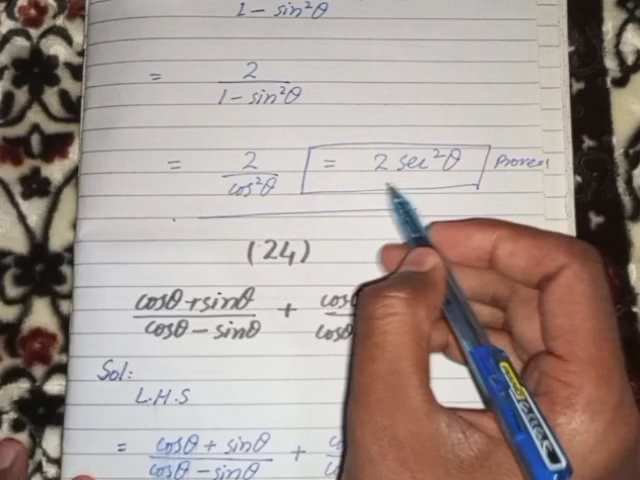 1 - sin²θ
= 2 / 1 - sin²θ
= 2 / cos²θ = 2 sec²θ Proved
(24)
cosθ + sinθ / cosθ - sinθ + cosθ
Sol:
L.H.S
= cosθ + sinθ / cosθ - sinθ +